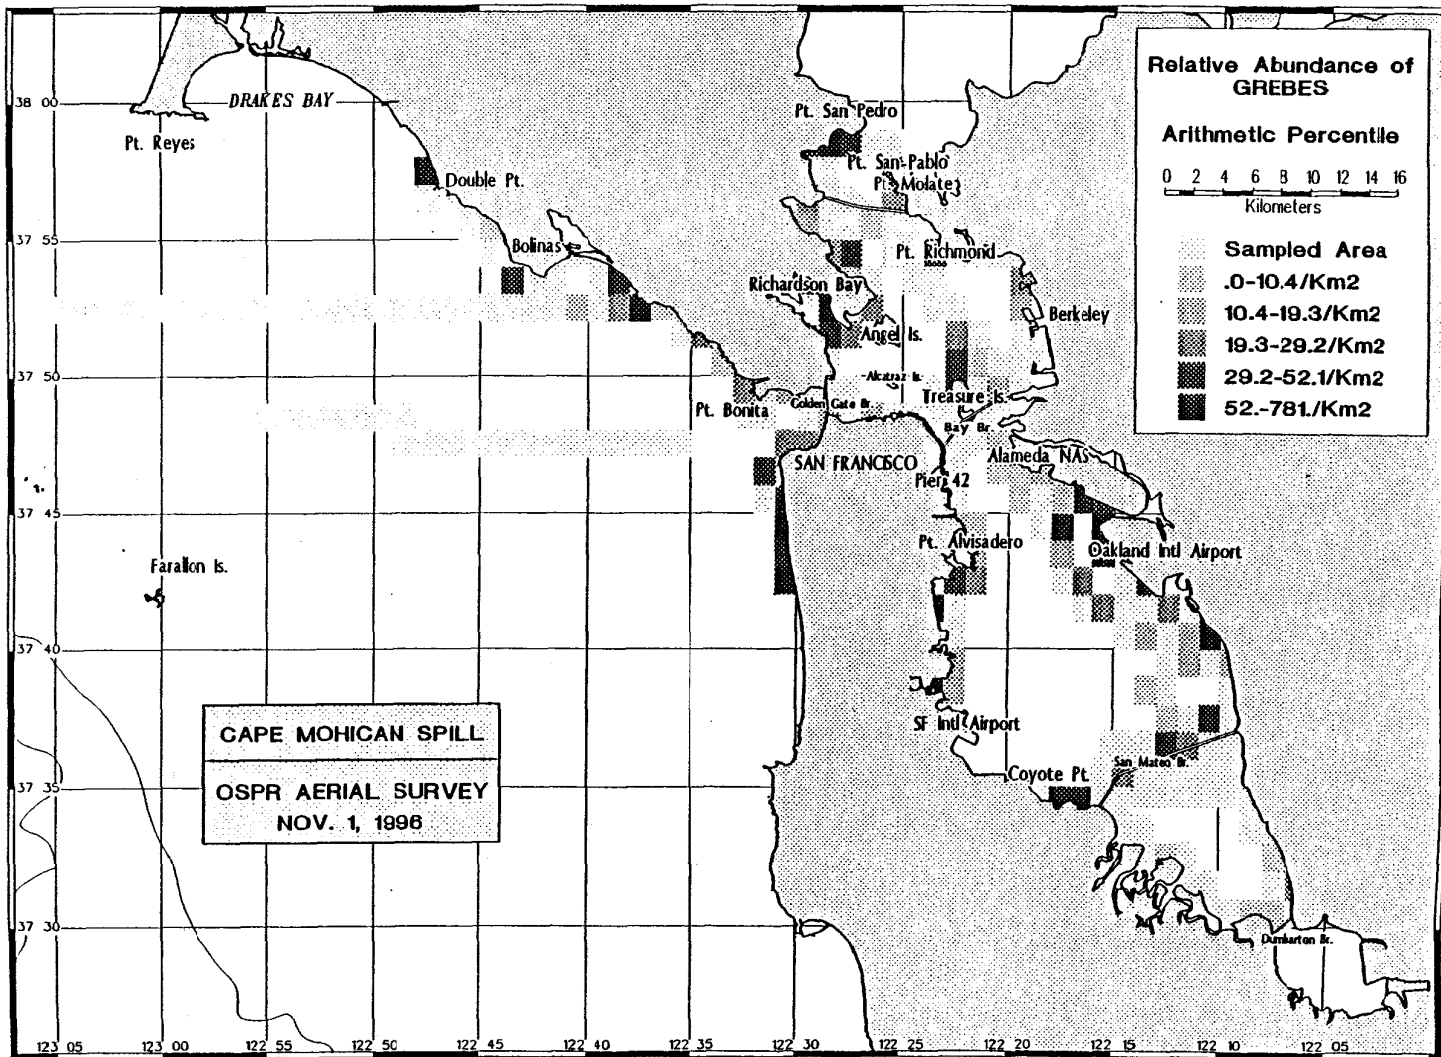 Relative Abundance of
GREBES
Arithmetic Percentile
0 2 4 6 8 10 12 14 16
Kilometers
Sampled Area
.0-10.4/Km2
10.4-19.3/Km2
19.3-29.2/Km2
29.2-52.1/Km2
52.-781./Km2
38 00
DRAKES BAY
Pt. Reyes
Pt. San Pedro
Pt. San Pablo
Pt. Molate
Double Pt.
37 55
Bolinas
Pt. Richmond
Richardson Bay
Berkeley
Angel Is.
37 50
Alcatraz Is.
Treasure Is.
Pt. Bonita
Golden Gate Br.
Bay Br.
SAN FRANCISCO
Alameda NAS
Pier 42
37 45
Pt. Alvisadero
Oakland Intl Airport
Farallon Is.
37 40
SF Intl Airport
CAPE MOHICAN SPILL
OSPR AERIAL SURVEY
NOV. 1, 1996
San Mateo Br.
Coyote Pt.
37 35
37 30
Dumbarton Br.
123 05 123 00 122 55 122 50 122 45 122 40 122 35 122 30 122 25 122 20 122 15 122 10 122 05